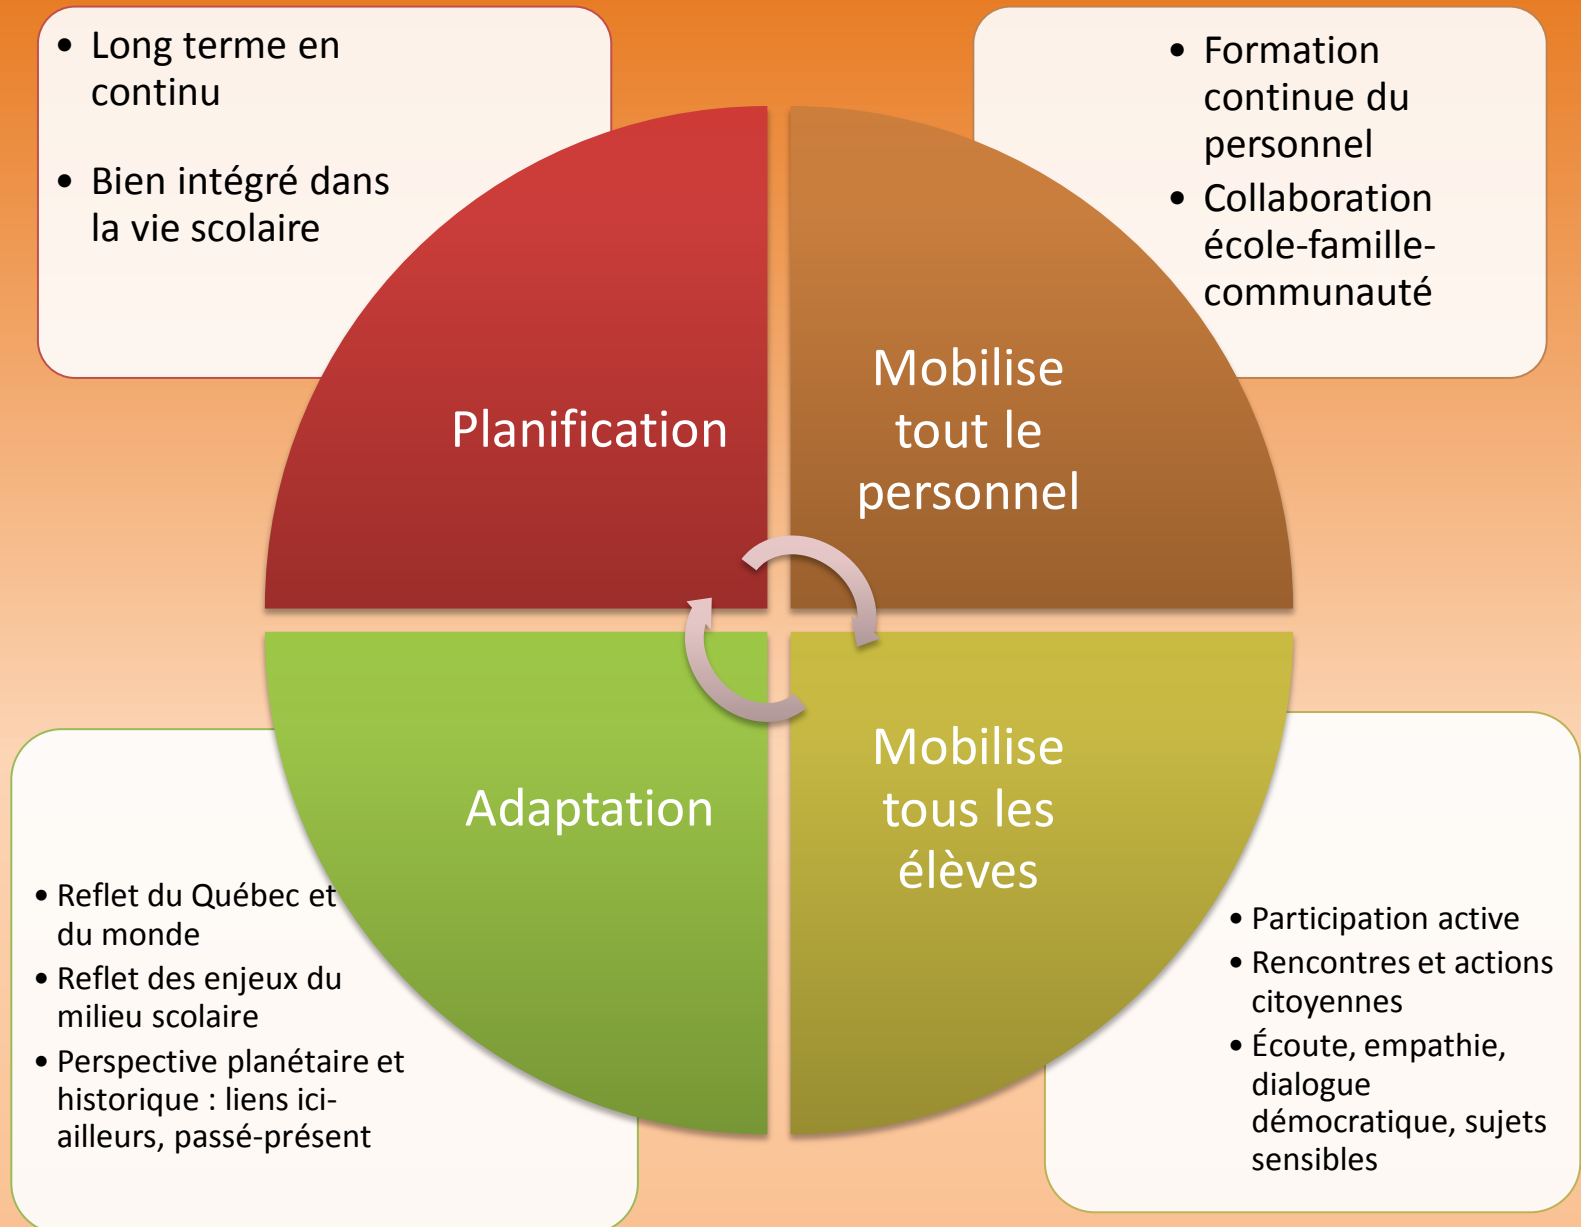 • Long terme en
continu
• Bien intégré dans
la vie scolaire
• Formation
continue du
personnel
• Collaboration
école-famille-
communauté
Planification
Mobilise
tout le
personnel
Adaptation
Mobilise
tous les
élèves
• Reflet du Québec et
du monde
• Reflet des enjeux du
milieu scolaire
• Perspective planétaire et
historique : liens ici-
ailleurs, passé-présent
• Participation active
• Rencontres et actions
citoyennes
• Écoute, empathie,
dialogue
démocratique, sujets
sensibles